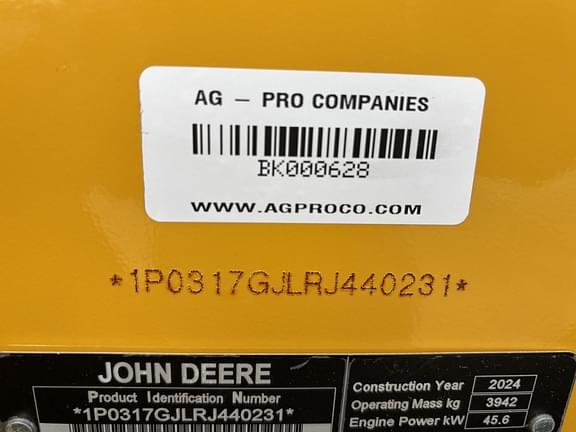 AG – PRO COMPANIES
BK000628
WWW.AGPROCO.COM
*1P0317GJLRJ440231*
JOHN DEERE
Product Identification Number
*1P0317GJLRJ440231*
Construction Year 2024
Operating Mass kg 3942
Engine Power kW 45.6